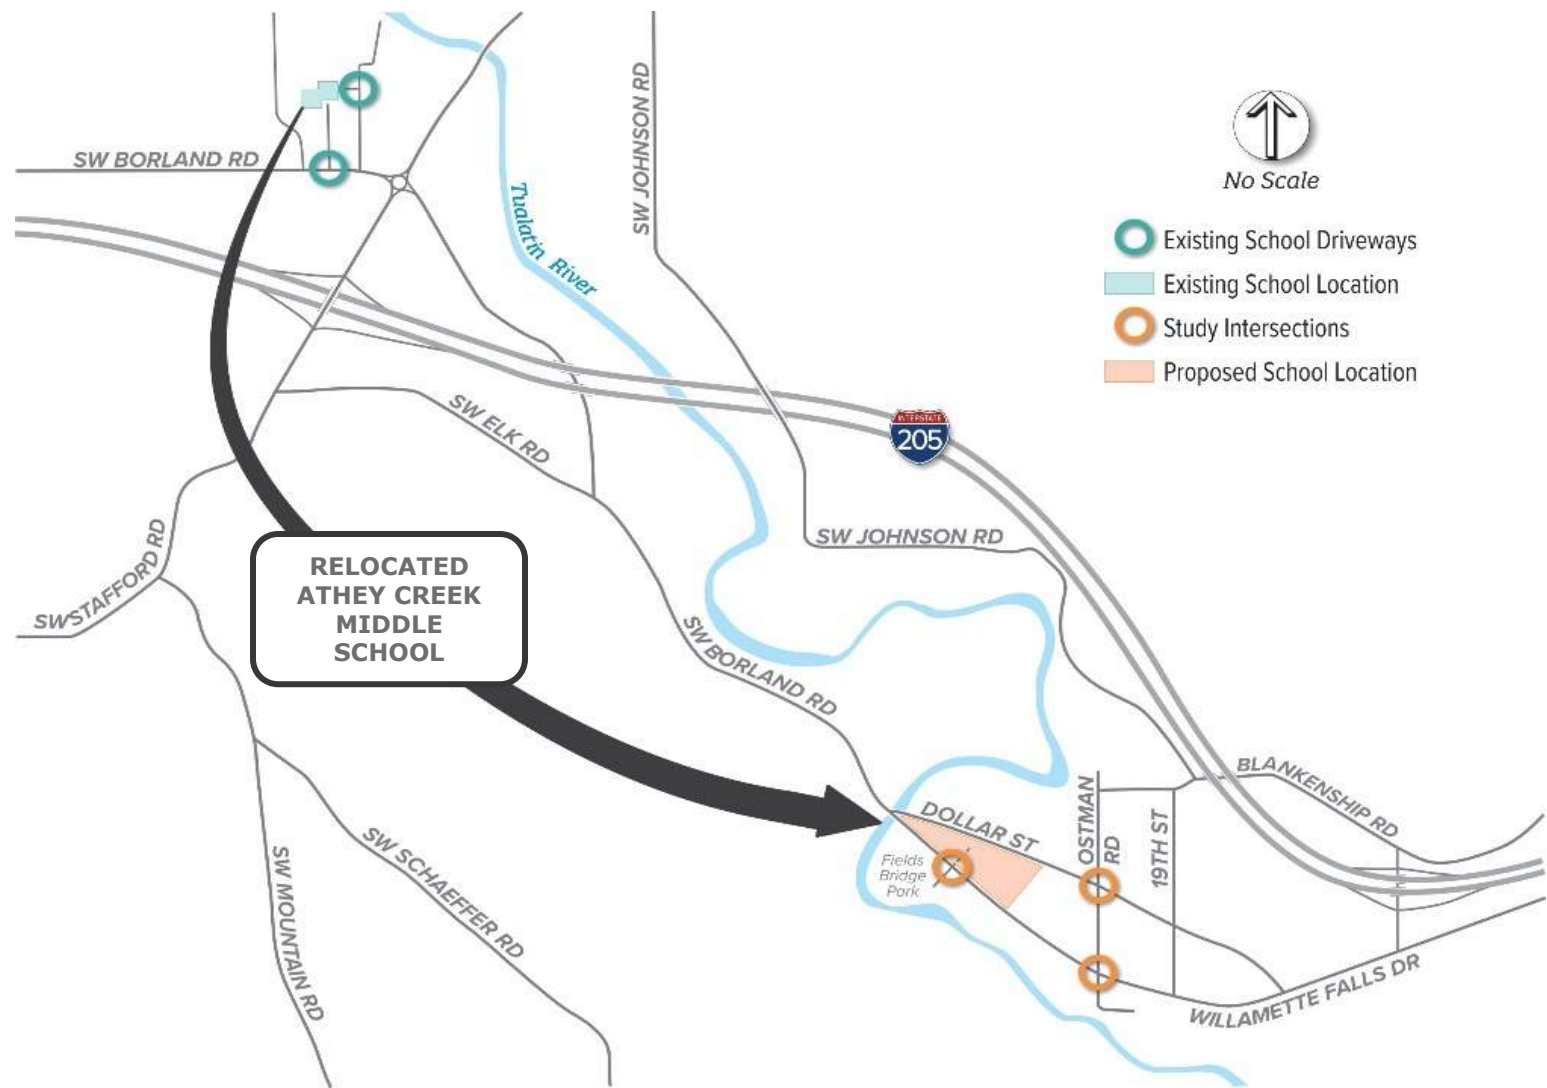 SW BORLAND RD
Tualatin River
SW JOHNSON RD
No Scale
Existing School Driveways
Existing School Location
Study Intersections
Proposed School Location
INTERSTATE
205
SW ELK RD
SW JOHNSON RD
SW STAFFORD RD
RELOCATED
ATHEY CREEK
MIDDLE
SCHOOL
SW BORLAND RD
BLANKENSHIP RD
DOLLAR ST
OSTMAN
RD
19TH ST
Fields
Bridge
Park
SW SCHAEFFER RD
SW MOUNTAIN RD
WILLAMETTE FALLS DR